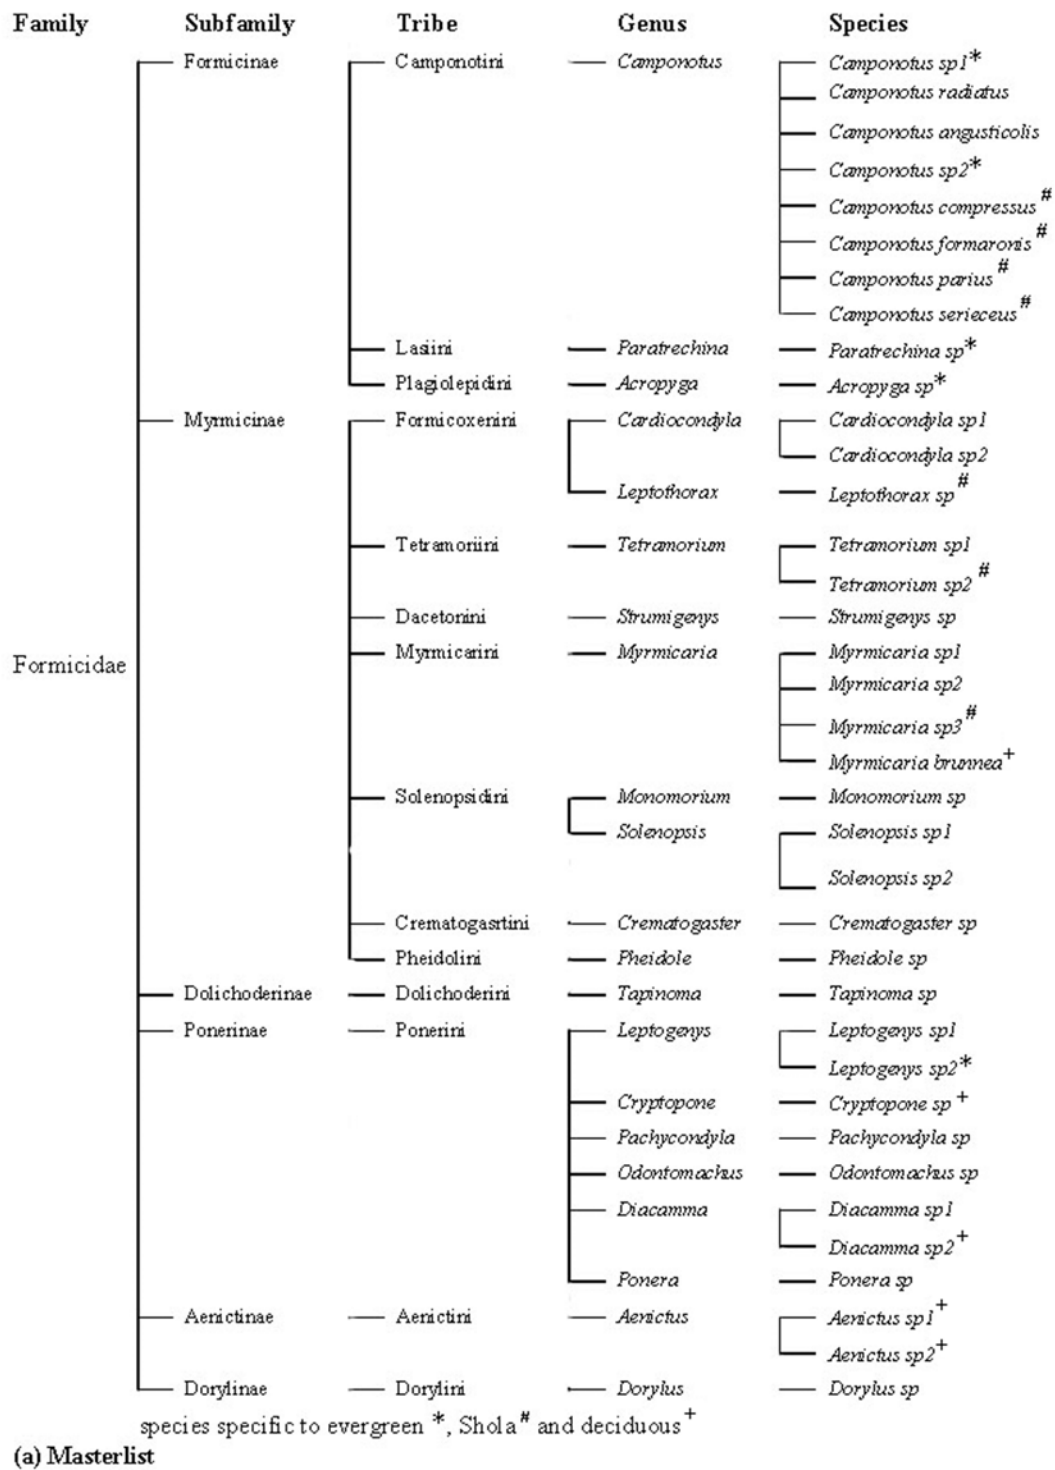 Family Subfamily Tribe Genus Species
Formicinae Camponotini Camponotus Camponotus sp1*
Camponotus radiatus
Camponotus angusticolis
Camponotus sp2*
Camponotus compressus#
Camponotus formaronis#
Camponotus parius#
Camponotus serieceus#
Lasiini Paratrechina Paratrechina sp*
Plagiolepidini Acropyga Acropyga sp*
Myrmicinae Formicoxenini Cardiocondyla Cardiocondyla sp1
Cardiocondyla sp2
Leptothorax Leptothorax sp#
Tetramoriini Tetramorium Tetramorium sp1
Tetramorium sp2#
Dacetonini Strumigenys Strumigenys sp
Myrmicarini Myrmicaria Myrmicaria sp1
Formicidae
Myrmicaria sp2
Myrmicaria sp3#
Myrmicaria brunnea+
Solenopsidini Monomorium Monomorium sp
Solenopsis Solenopsis sp1
Solenopsis sp2
Crematogasrtini Crematogaster Crematogaster sp
Pheidolini Pheidole Pheidole sp
Dolichoderinae Dolichoderini Tapinoma Tapinoma sp
Ponerinae Ponerini Leptogenys Leptogenys sp1
Leptogenys sp2*
Cryptopone Cryptopone sp+
Pachycondyla Pachycondyla sp
Odontomachus Odontomachus sp
Diacamma Diacamma sp1
Diacamma sp2+
Ponera Ponera sp
Aenictinae Aenictini Aenictus Aenictus sp1+
Aenictus sp2+
Dorylinae Dorylini Dorylus Dorylus sp
species specific to evergreen *, Shola# and deciduous+
(a) Masterlist